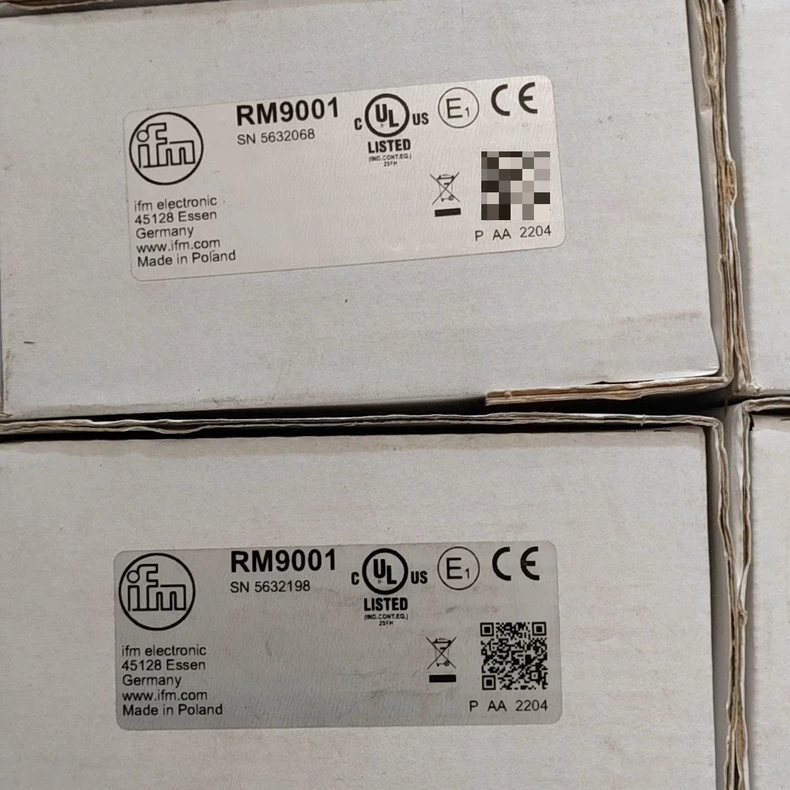 ifm
RM9001
SN 5632068
C UL US
LISTED
(IND.CONT.EQ.)
2SFH
E1
CE
ifm electronic
45128 Essen
Germany
www.ifm.com
Made in Poland
P AA 2204
ifm
RM9001
SN 5632198
C UL US
LISTED
(IND.CONT.EQ.)
2SFH
E1
CE
ifm electronic
45128 Essen
Germany
www.ifm.com
Made in Poland
P AA 2204